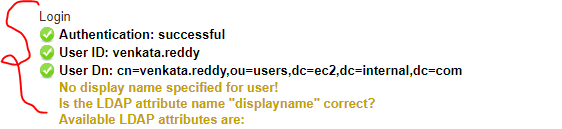 Login
Authentication: successful
User ID: venkata.reddy
User Dn: cn=venkata.reddy,ou=users,dc=ec2,dc=internal,dc=com
No display name specified for user!
Is the LDAP attribute name "displayname" correct?
Available LDAP attributes are: